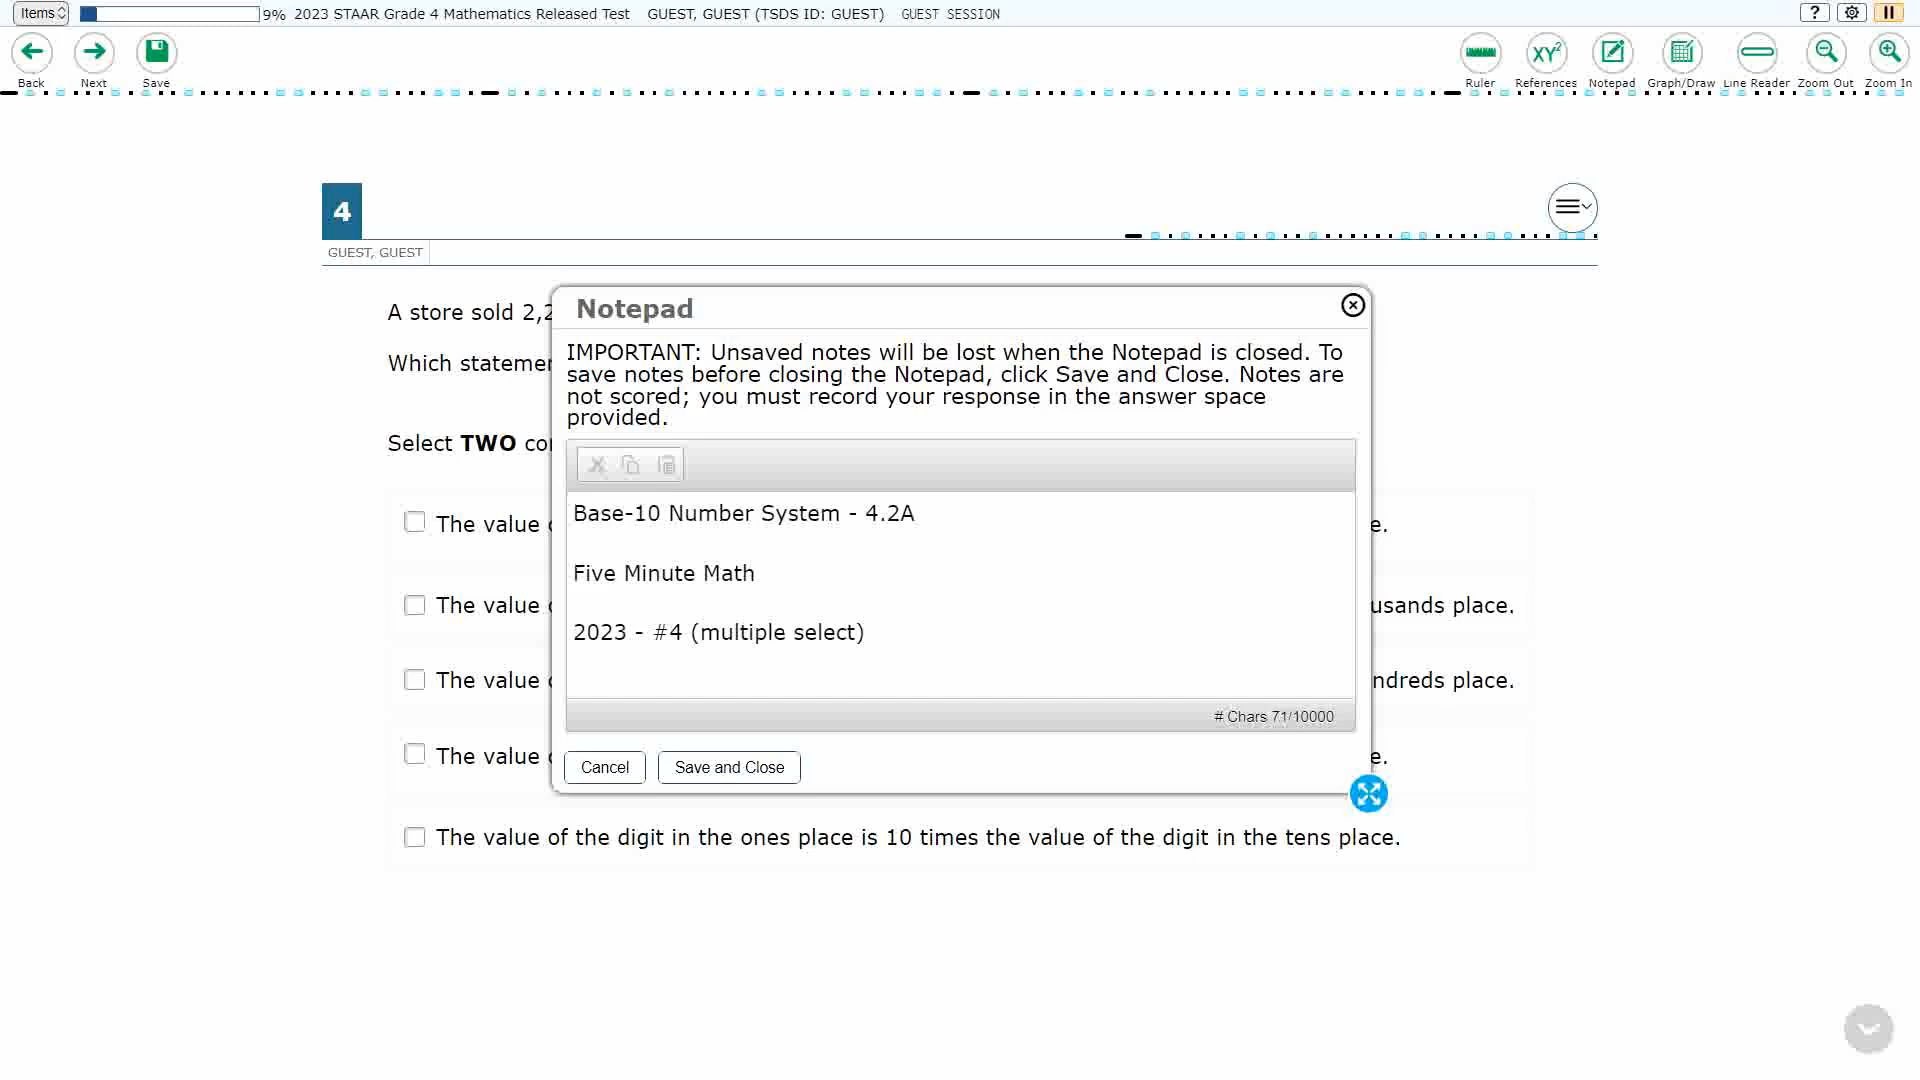 Items 9% 2023 STAAR Grade 4 Mathematics Released Test GUEST, GUEST (TSDS ID: GUEST) GUEST SESSION ?
Back Next Save Ruler XY² References Notepad Graph/Draw Line Reader Zoom Out Zoom In
4
GUEST, GUEST
A store sold 2,2
Notepad
IMPORTANT: Unsaved notes will be lost when the Notepad is closed. To
save notes before closing the Notepad, click Save and Close. Notes are
not scored; you must record your response in the answer space
provided.
Which
Select TWO
Base-10 Number System - 4.2A
Five Minute Math
2023 - #4 (multiple select)
# Chars 71/10000
Cancel Save and Close
The value
The value place.
The value place.
The value
The value of the digit in the ones place is 10 times the value of the digit in the tens place.